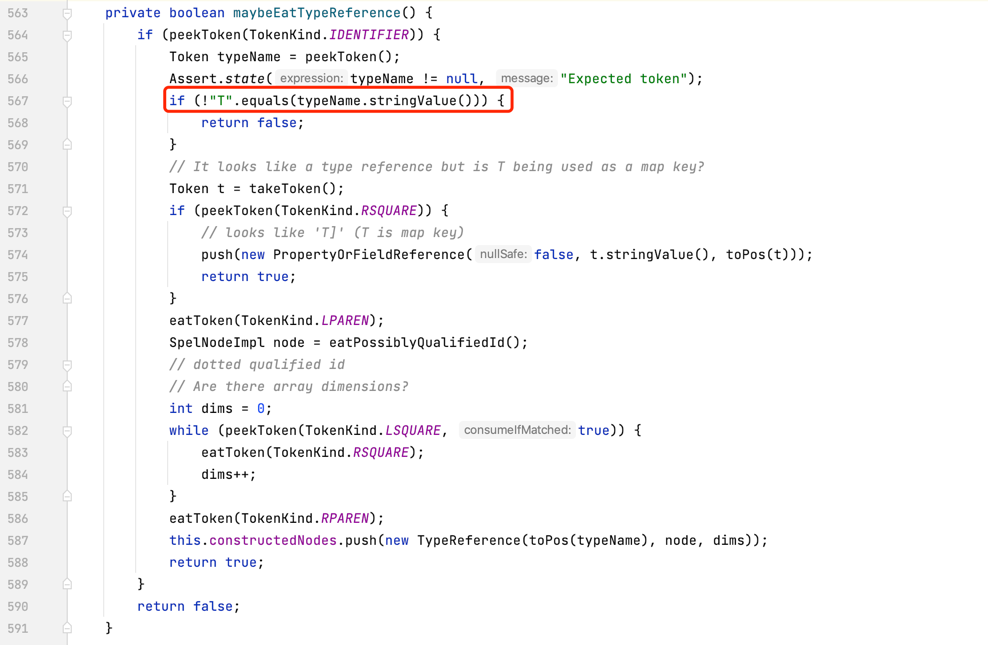 563 private boolean maybeEatTypeReference() {
564 if (peekToken(TokenKind.IDENTIFIER)) {
565 Token typeName = peekToken();
566 Assert.state( expression: typeName != null, message: "Expected token");
567 if (!"T".equals(typeName.stringValue())) {
568 return false;
569 }
570 // It looks like a type reference but is T being used as a map key?
571 Token t = takeToken();
572 if (peekToken(TokenKind.RSQUARE)) {
573 // looks like 'T]' (T is map key)
574 push(new PropertyOrFieldReference( nullSafe: false, t.stringValue(), toPos(t)));
575 return true;
576 }
577 eatToken(TokenKind.LPAREN);
578 SpelNodeImpl node = eatPossiblyQualifiedId();
579 // dotted qualified id
580 // Are there array dimensions?
581 int dims = 0;
582 while (peekToken(TokenKind.LSQUARE, consumeIfMatched: true)) {
583 eatToken(TokenKind.RSQUARE);
584 dims++;
585 }
586 eatToken(TokenKind.RPAREN);
587 this.constructedNodes.push(new TypeReference(toPos(typeName), node, dims));
588 return true;
589 }
590 return false;
591 }